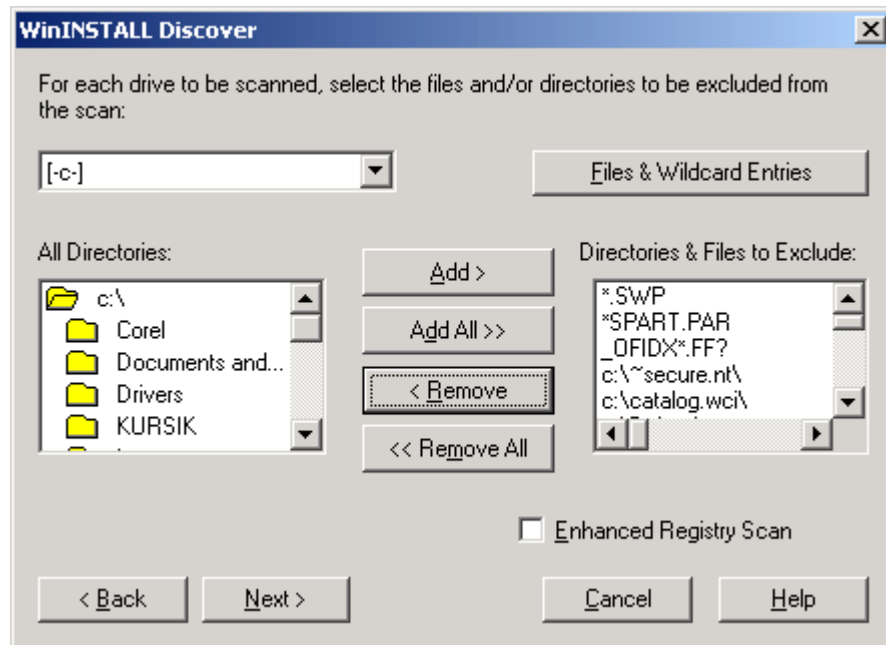 WinINSTALL Discover
For each drive to be scanned, select the files and/or directories to be excluded from
the scan:
[-c-]
Files & Wildcard Entries
All Directories:
c:\
Corel
Documents and...
Drivers
KURSIK
Add >
Add All >>
< Remove
<< Remove All
Directories & Files to Exclude:
*.SWP
*SPART.PAR
_OFIDX*.FF?
c:\~secure.nt\
c:\catalog.wci\
Enhanced Registry Scan
< Back
Next >
Cancel
Help